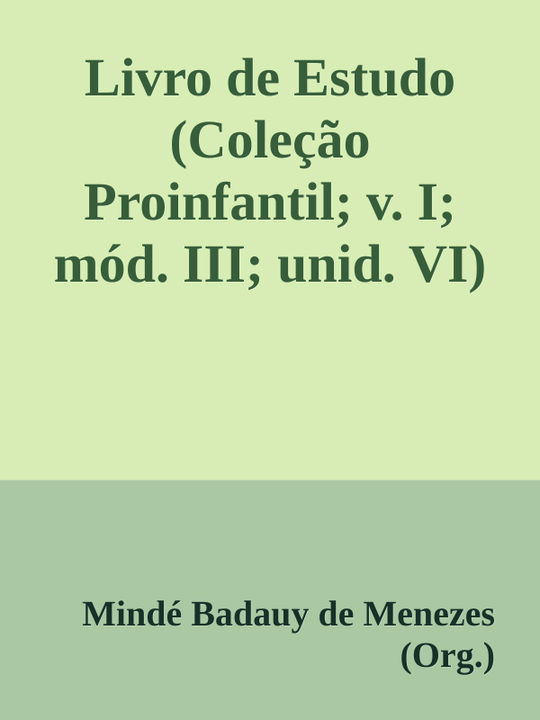 Livro de Estudo
(Coleção
Proinfantil; v. I;
mód. III; unid. VI)
Mindé Badauy de Menezes
(Org.)